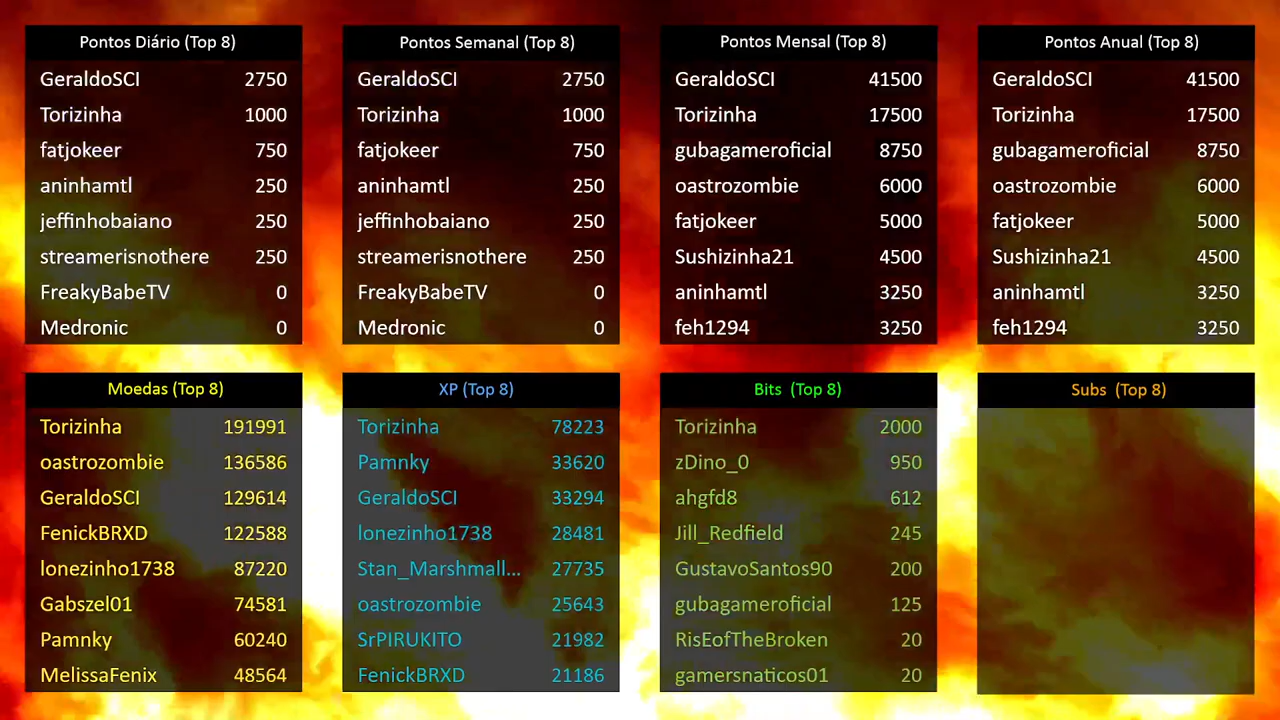 Pontos Diário (Top 8)
GeraldoSCI 2750
Torizinha 1000
fatjokeer 750
aninhamtl 250
jeffinhobaiano 250
streamerisnothere 250
FreakyBabeTV 0
Medronic 0
Pontos Semanal (Top 8)
GeraldoSCI 2750
Torizinha 1000
fatjokeer 750
aninhamtl 250
jeffinhobaiano 250
streamerisnothere 250
FreakyBabeTV 0
Medronic 0
Pontos Mensal (Top 8)
GeraldoSCI 41500
Torizinha 17500
gubagameroficial 8750
oastrozombie 6000
fatjokeer 5000
Sushizinha21 4500
aninhamtl 3250
feh1294 3250
Pontos Anual (Top 8)
GeraldoSCI 41500
Torizinha 17500
gubagameroficial 8750
oastrozombie 6000
fatjokeer 5000
Sushizinha21 4500
aninhamtl 3250
feh1294 3250
Moedas (Top 8)
Torizinha 191991
oastrozombie 136586
GeraldoSCI 129614
FenickBRXD 122588
lonezinho1738 87220
Gabszel01 74581
Pamnky 60240
MelissaFenix 48564
XP (Top 8)
Torizinha 78223
Pamnky 33620
GeraldoSCI 33294
lonezinho1738 28481
Stan_Marshmall... 27735
oastrozombie 25643
SrPIRUKITO 21982
FenickBRXD 21186
Bits (Top 8)
Torizinha 2000
zDino_0 950
ahgfd8 612
Jill_Redfield 245
GustavoSantos90 200
gubagameroficial 125
RisEofTheBroken 20
gamersnaticos01 20
Subs (Top 8)